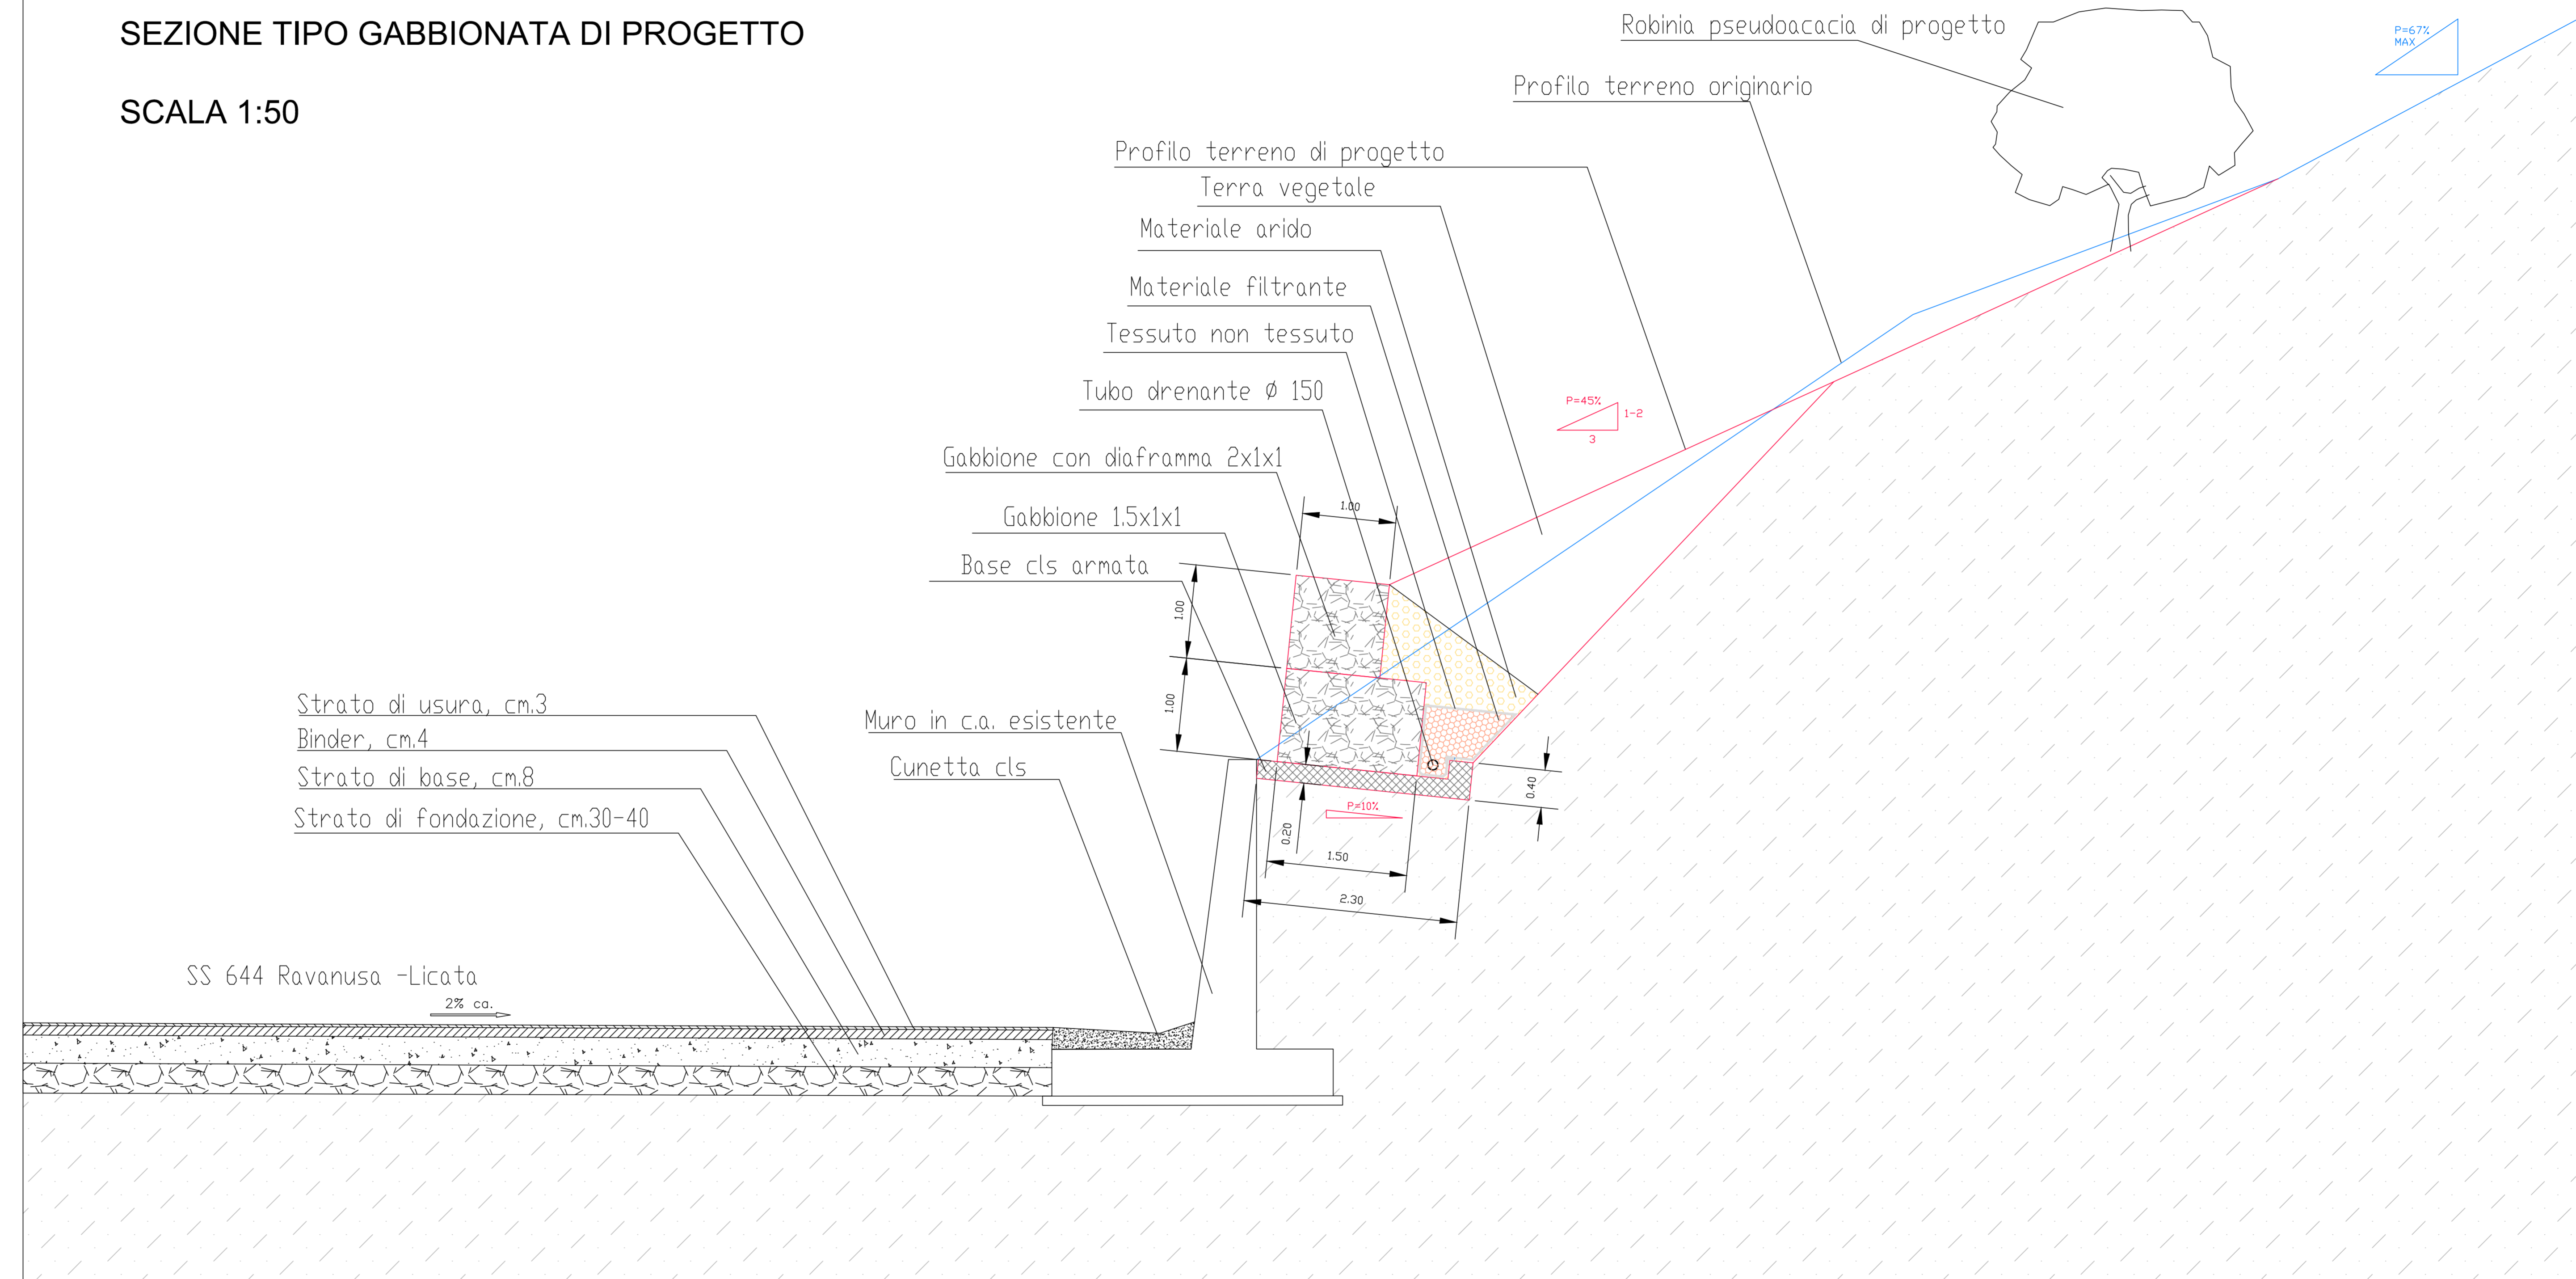 SEZIONE TIPO GABBIONATA DI PROGETTO
SCALA 1:50
Robinia pseudoacacia di progetto
P=67%
MAX
Profilo terreno originario
Profilo terreno di progetto
Terra vegetale
Materiale arido
Materiale filtrante
Tessuto non tessuto
Tubo drenante Ø 150
P=45%
1-2
3
Gabbione con diaframma 2x1x1
1.00
Gabbione 1.5x1x1
Base cls armata
1.00
1.00
Strato di usura, cm.3
Binder, cm.4
Strato di base, cm.8
Strato di fondazione, cm.30-40
Muro in c.a. esistente
Cunetta cls
0.40
P=10%
0.20
1.50
2.30
SS 644 Ravanusa -Licata
2% ca.